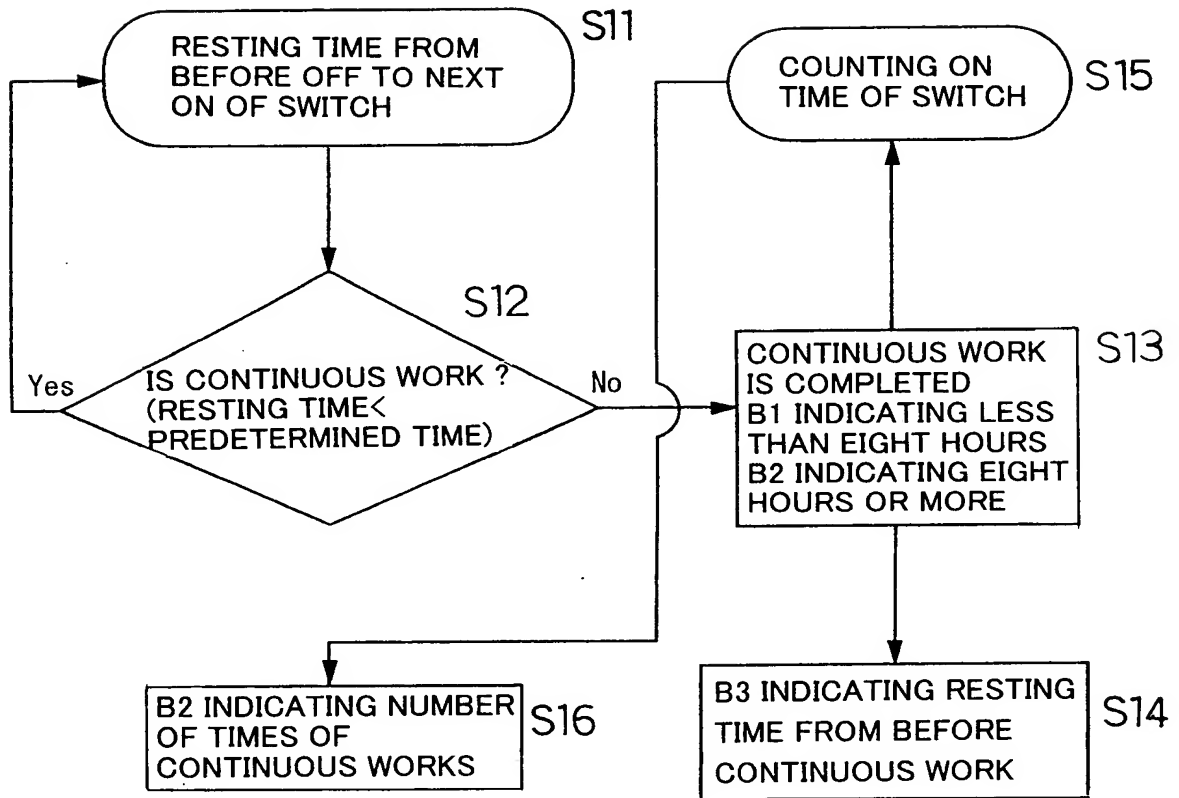 RESTING TIME FROM
BEFORE OFF TO NEXT
ON OF SWITCH
S11
COUNTING ON
TIME OF SWITCH
S15
S12
IS CONTINUOUS WORK ?
(RESTING TIME<
PREDETERMINED TIME)
Yes
No
CONTINUOUS WORK
IS COMPLETED
B1 INDICATING LESS
THAN EIGHT HOURS
B2 INDICATING EIGHT
HOURS OR MORE
S13
B2 INDICATING NUMBER
OF TIMES OF
CONTINUOUS WORKS
S16
B3 INDICATING RESTING
TIME FROM BEFORE
CONTINUOUS WORK
S14